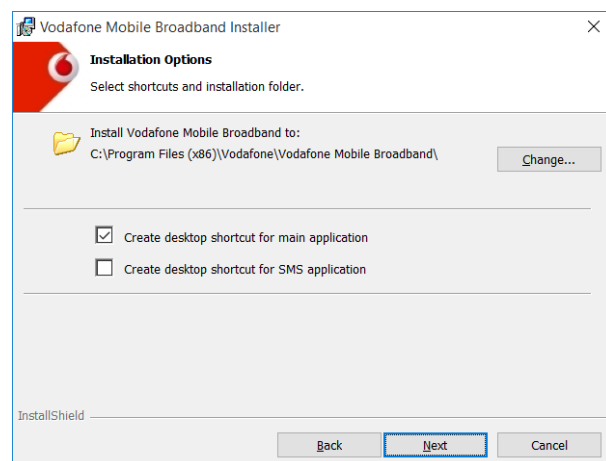 Vodafone Mobile Broadband Installer
Installation Options
Select shortcuts and installation folder.
Install Vodafone Mobile Broadband to:
C:\Program Files (x86)\Vodafone\Vodafone Mobile Broadband\
Change...
Create desktop shortcut for main application
Create desktop shortcut for SMS application
InstallShield
Back
Next
Cancel